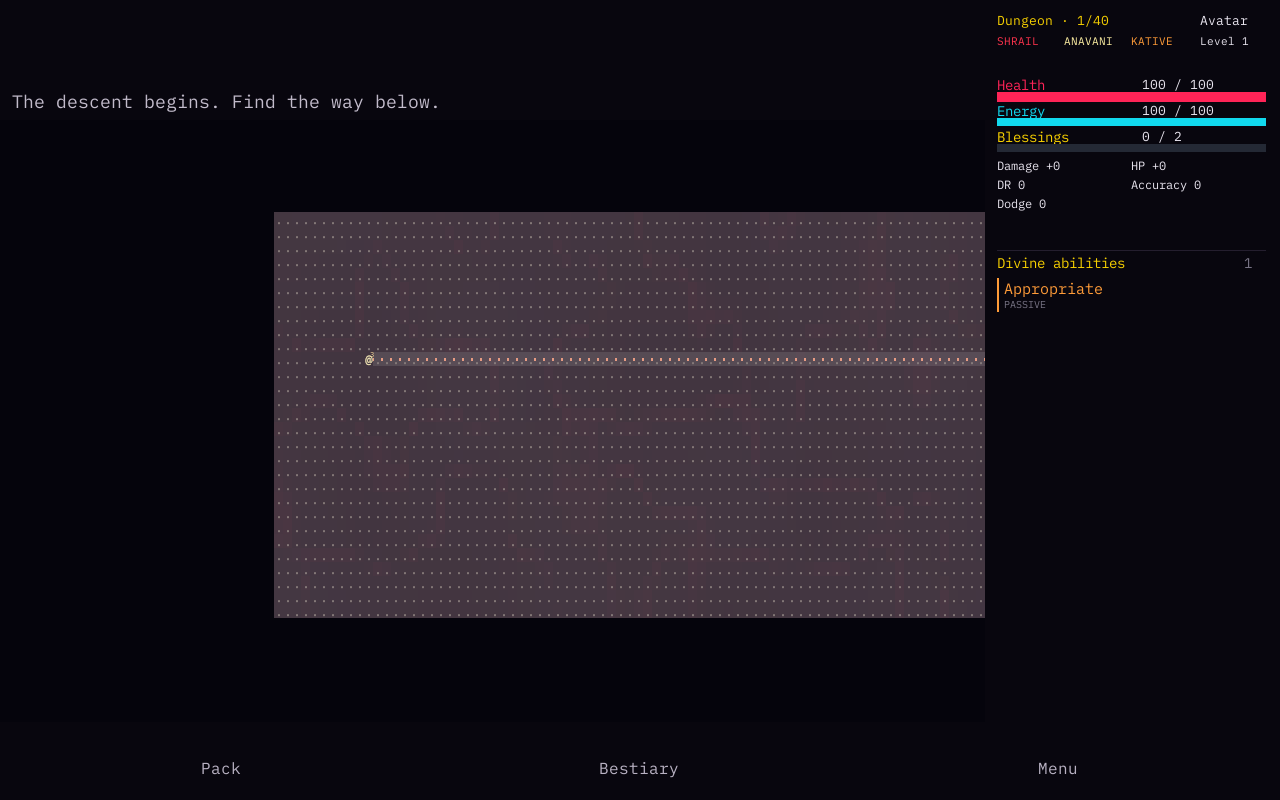 Dungeon · 1/40 Avatar
SHRAIL ANAVANI KATIVE Level 1
Health 100 / 100
The descent begins. Find the way below.
Energy 100 / 100
Blessings 0 / 2
Damage +0 HP +0
DR 0 Accuracy 0
Dodge 0
Divine abilities 1
Appropriate
PASSIVE
@
Pack Bestiary Menu